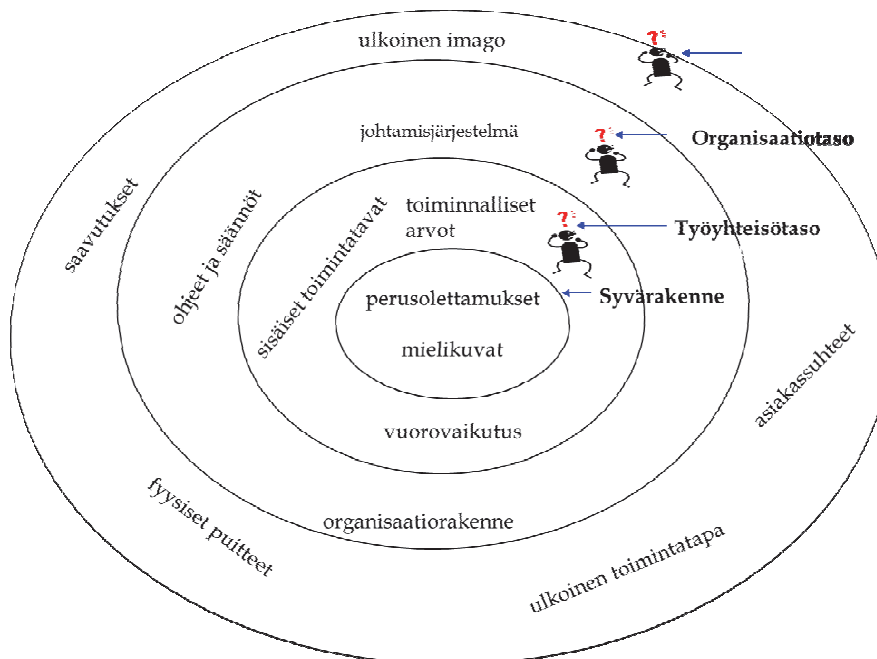 ulkoinen imago
?
johtamisjärjestelmä
?
Organisaatiotaso
saavutukset
ohjeet ja säännöt
sisäiset toimintatavat
toiminnalliset
arvot
?
Työyhteisötaso
perusolettamukset
Syvärakenne
mielikuvat
asiakassuhteet
vuorovaikutus
fyysiset puitteet
organisaatiorakenne
ulkoinen toimintatapa